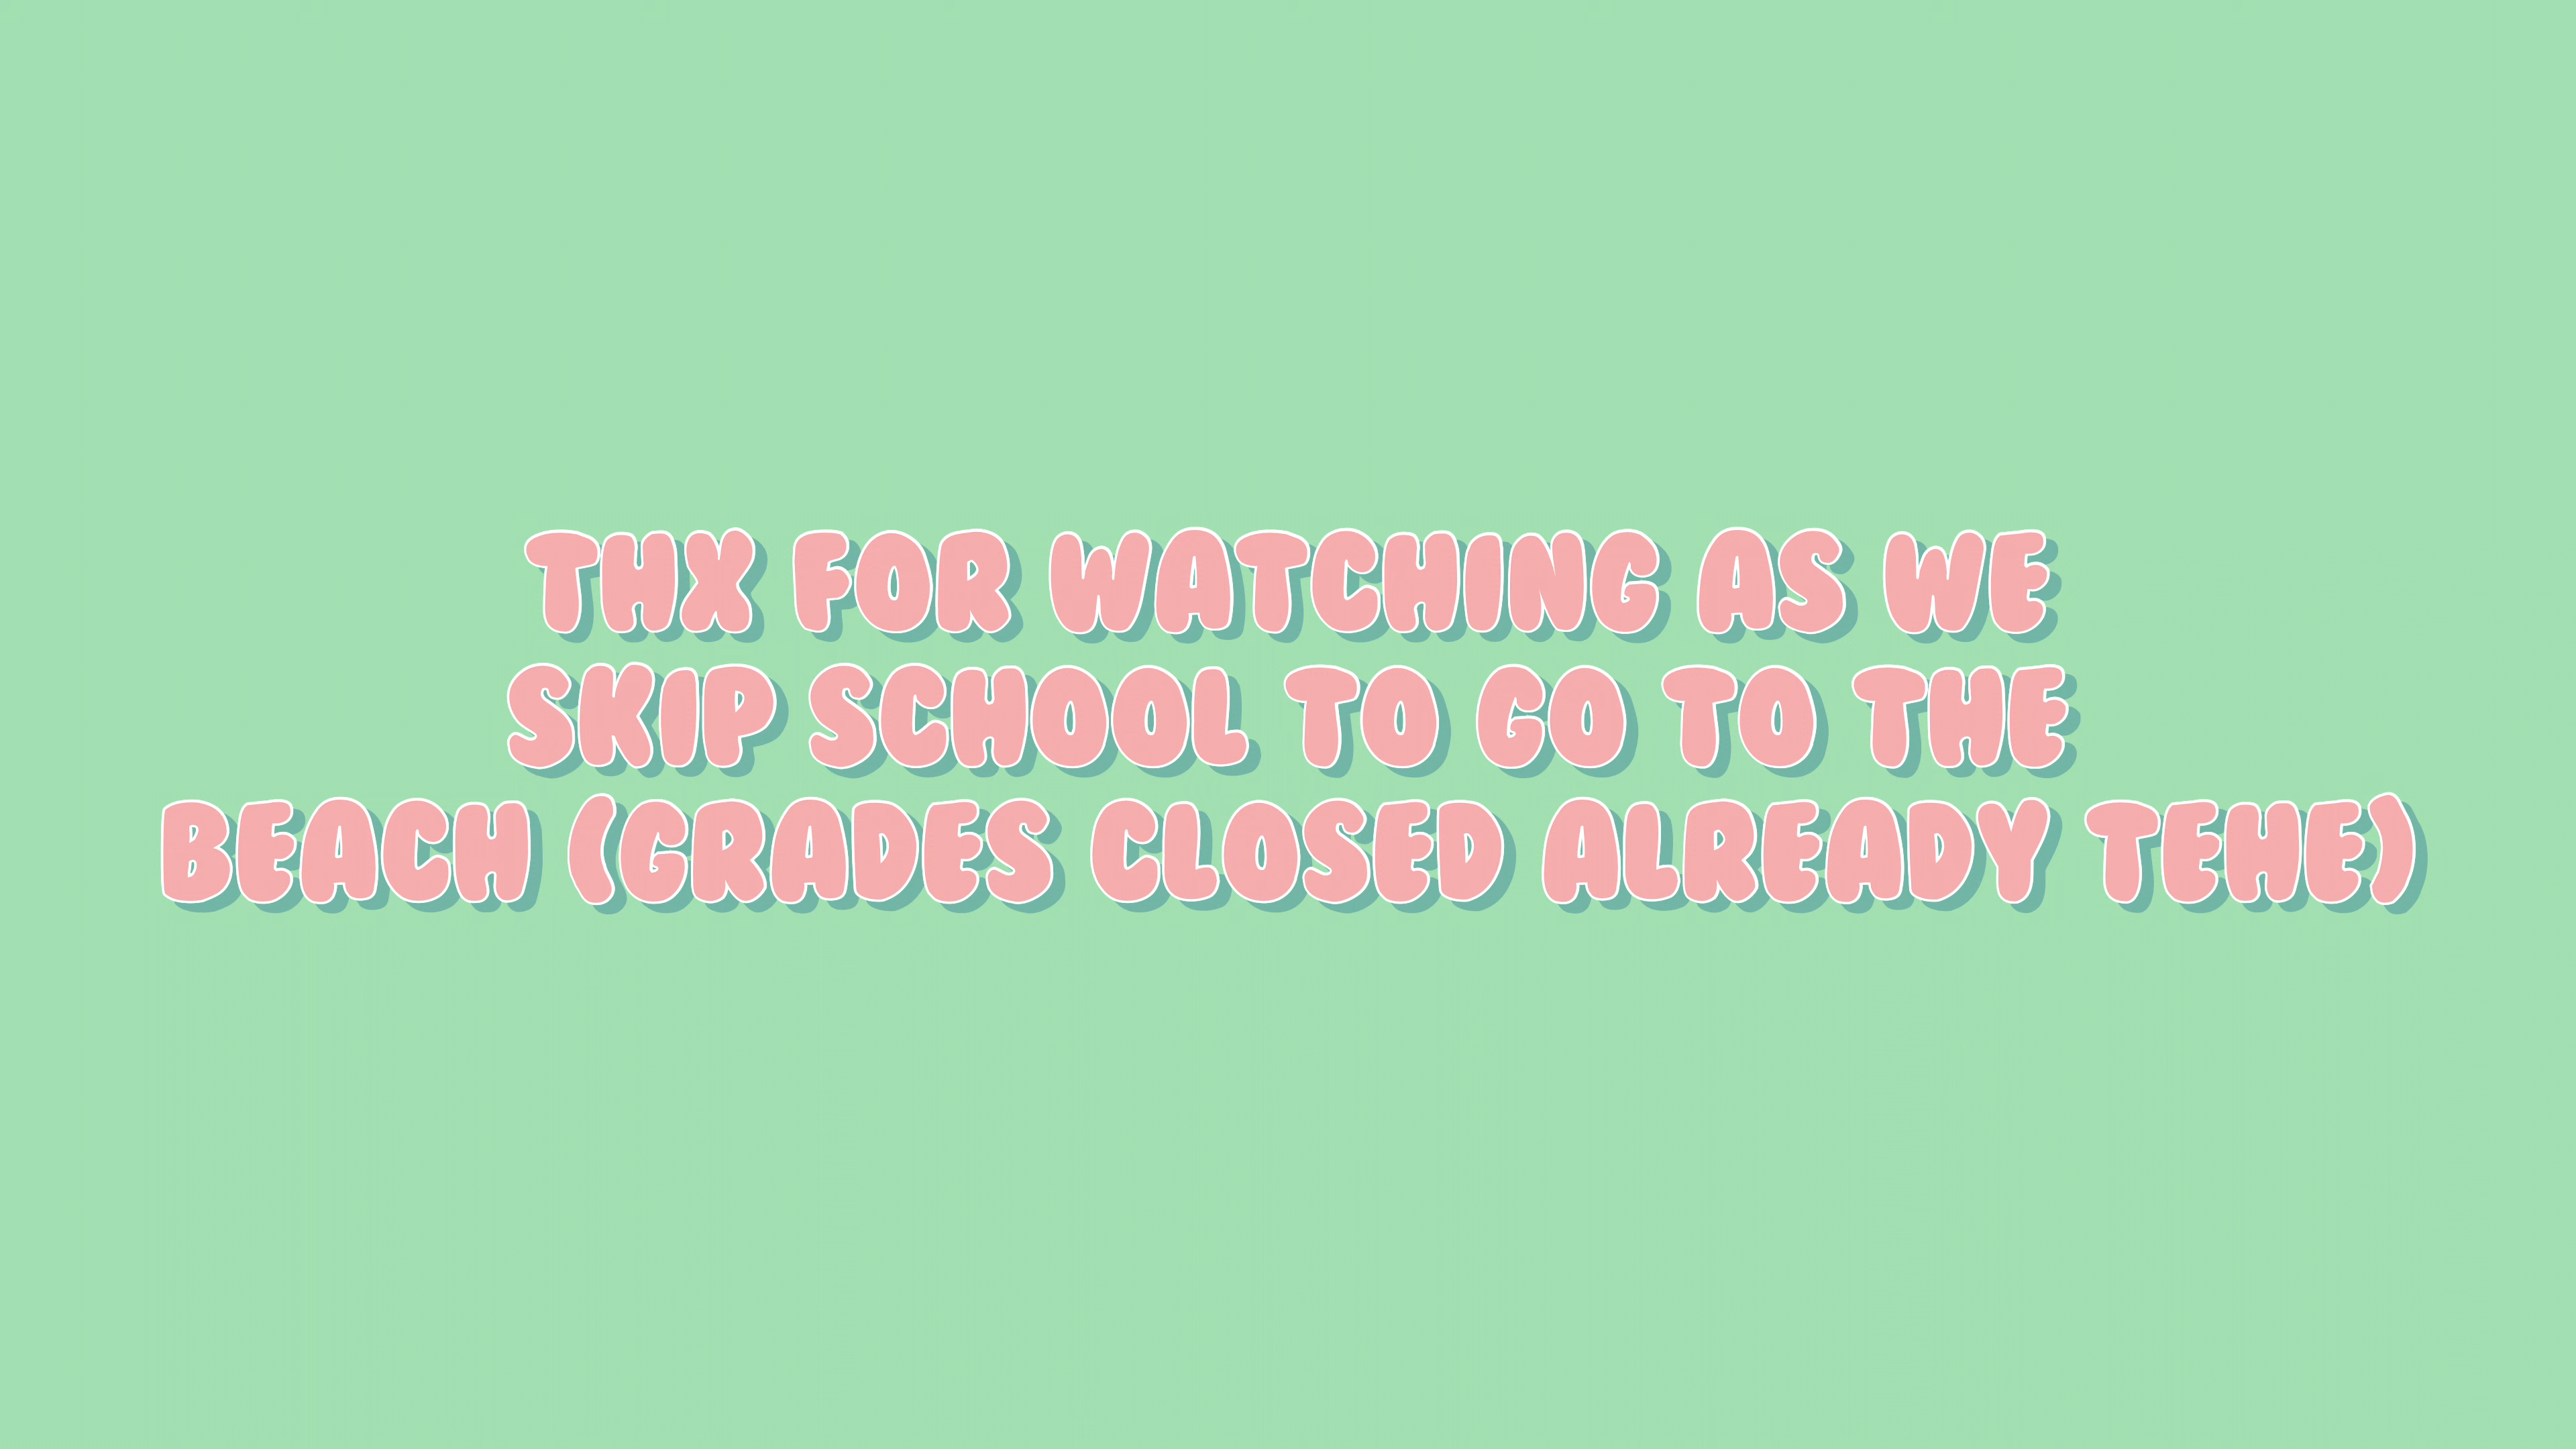 THX FOR WATCHING AS WE
SKIP SCHOOL TO GO TO THE
BEACH (GRADES CLOSED ALREADY TEHE)